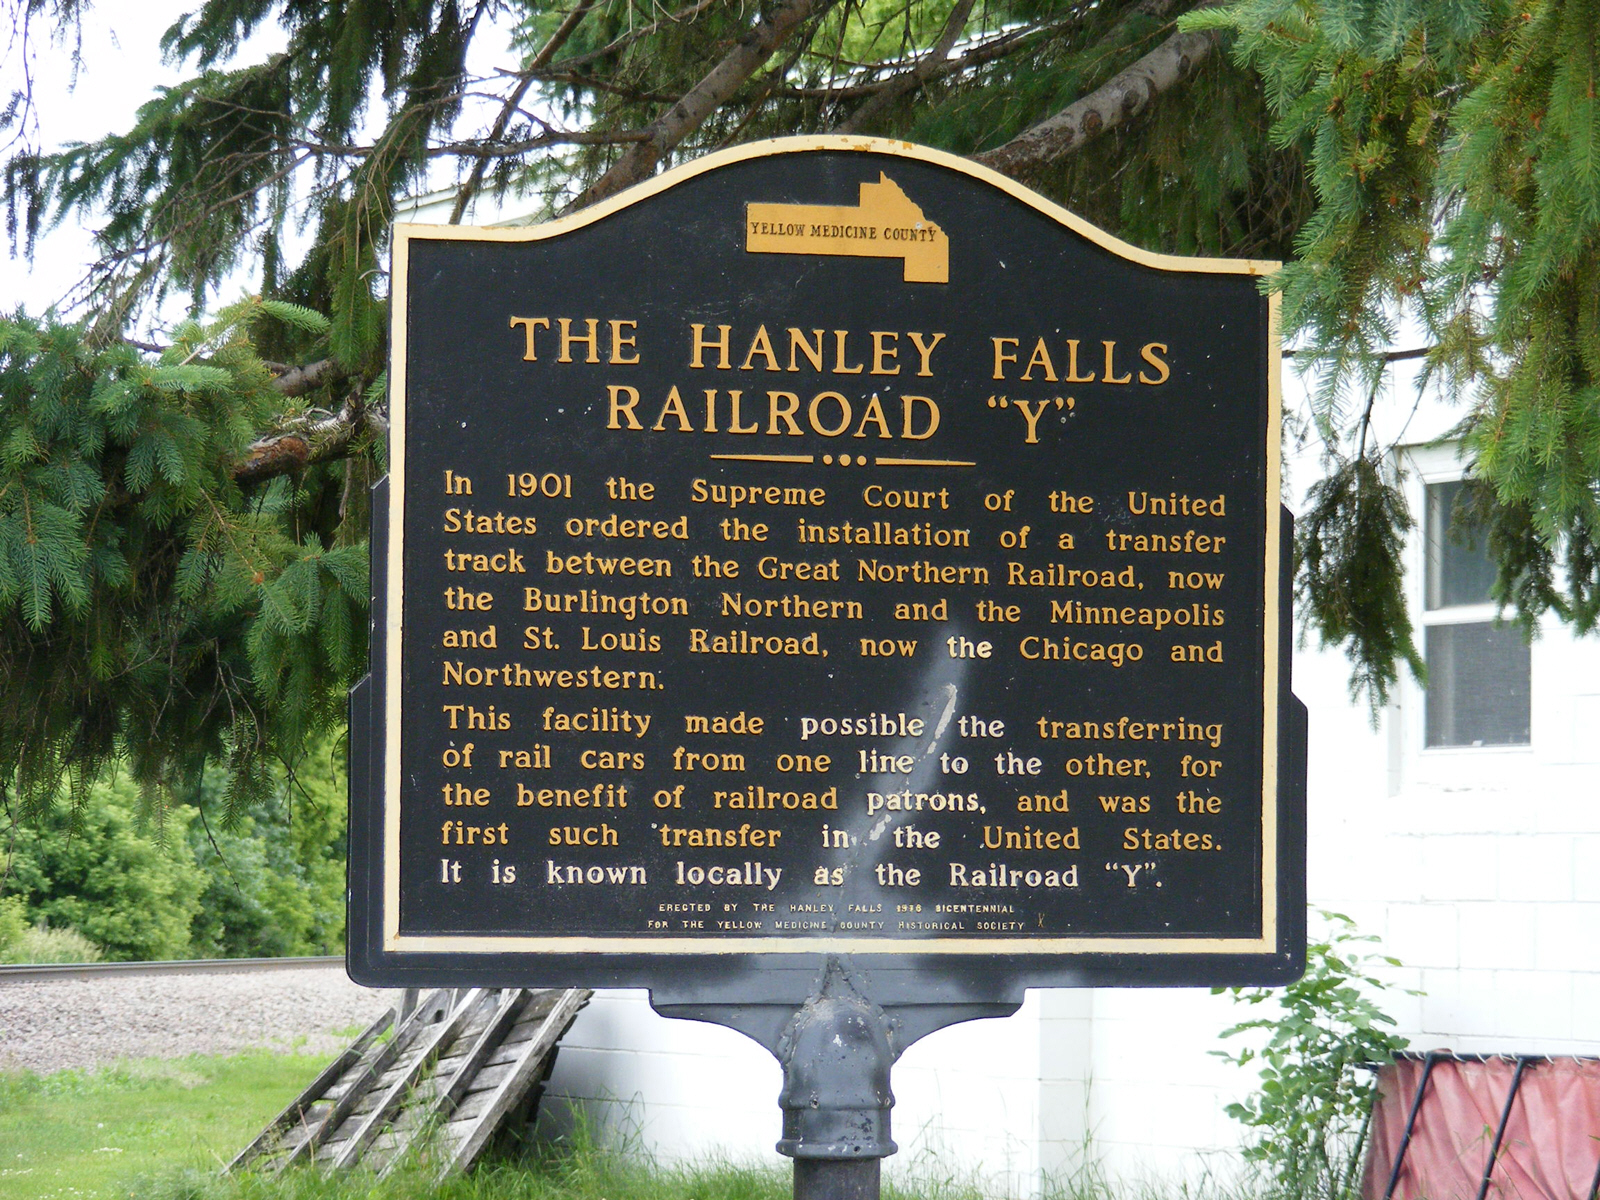 YELLOW MEDICINE COUNTY
THE HANLEY FALLS
RAILROAD “Y”
In 1901 the Supreme Court of the United
States ordered the installation of a transfer
track between the Great Northern Railroad, now
the Burlington Northern and the Minneapolis
and St. Louis Railroad, now the Chicago and
Northwestern.
This facility made possible the transferring
of rail cars from one line to the other, for
the benefit of railroad patrons, and was the
first such transfer in the United States.
It is known locally as the Railroad “Y”.
ERECTED BY THE HANLEY FALLS 1976 BICENTENNIAL
FOR THE YELLOW MEDICINE COUNTY HISTORICAL SOCIETY